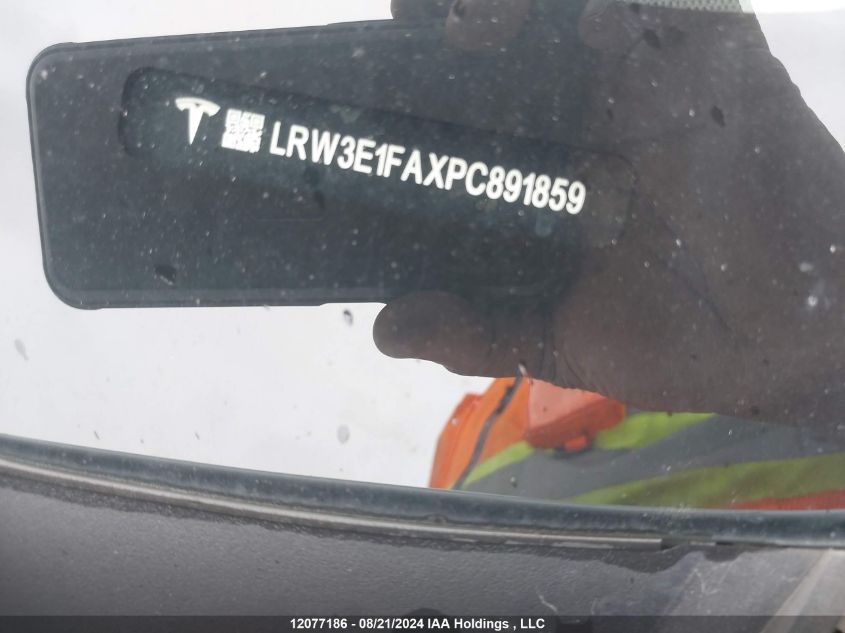 LRW3E1FAXPC891859
12077186 - 08/21/2024 IAA Holdings , LLC